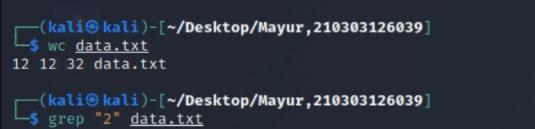 ┌──(kali㉿kali)-[~/Desktop/Mayur,210303126039]
└─$ wc data.txt
12 12 32 data.txt
┌──(kali㉿kali)-[~/Desktop/Mayur,210303126039]
└─$ grep "2" data.txt